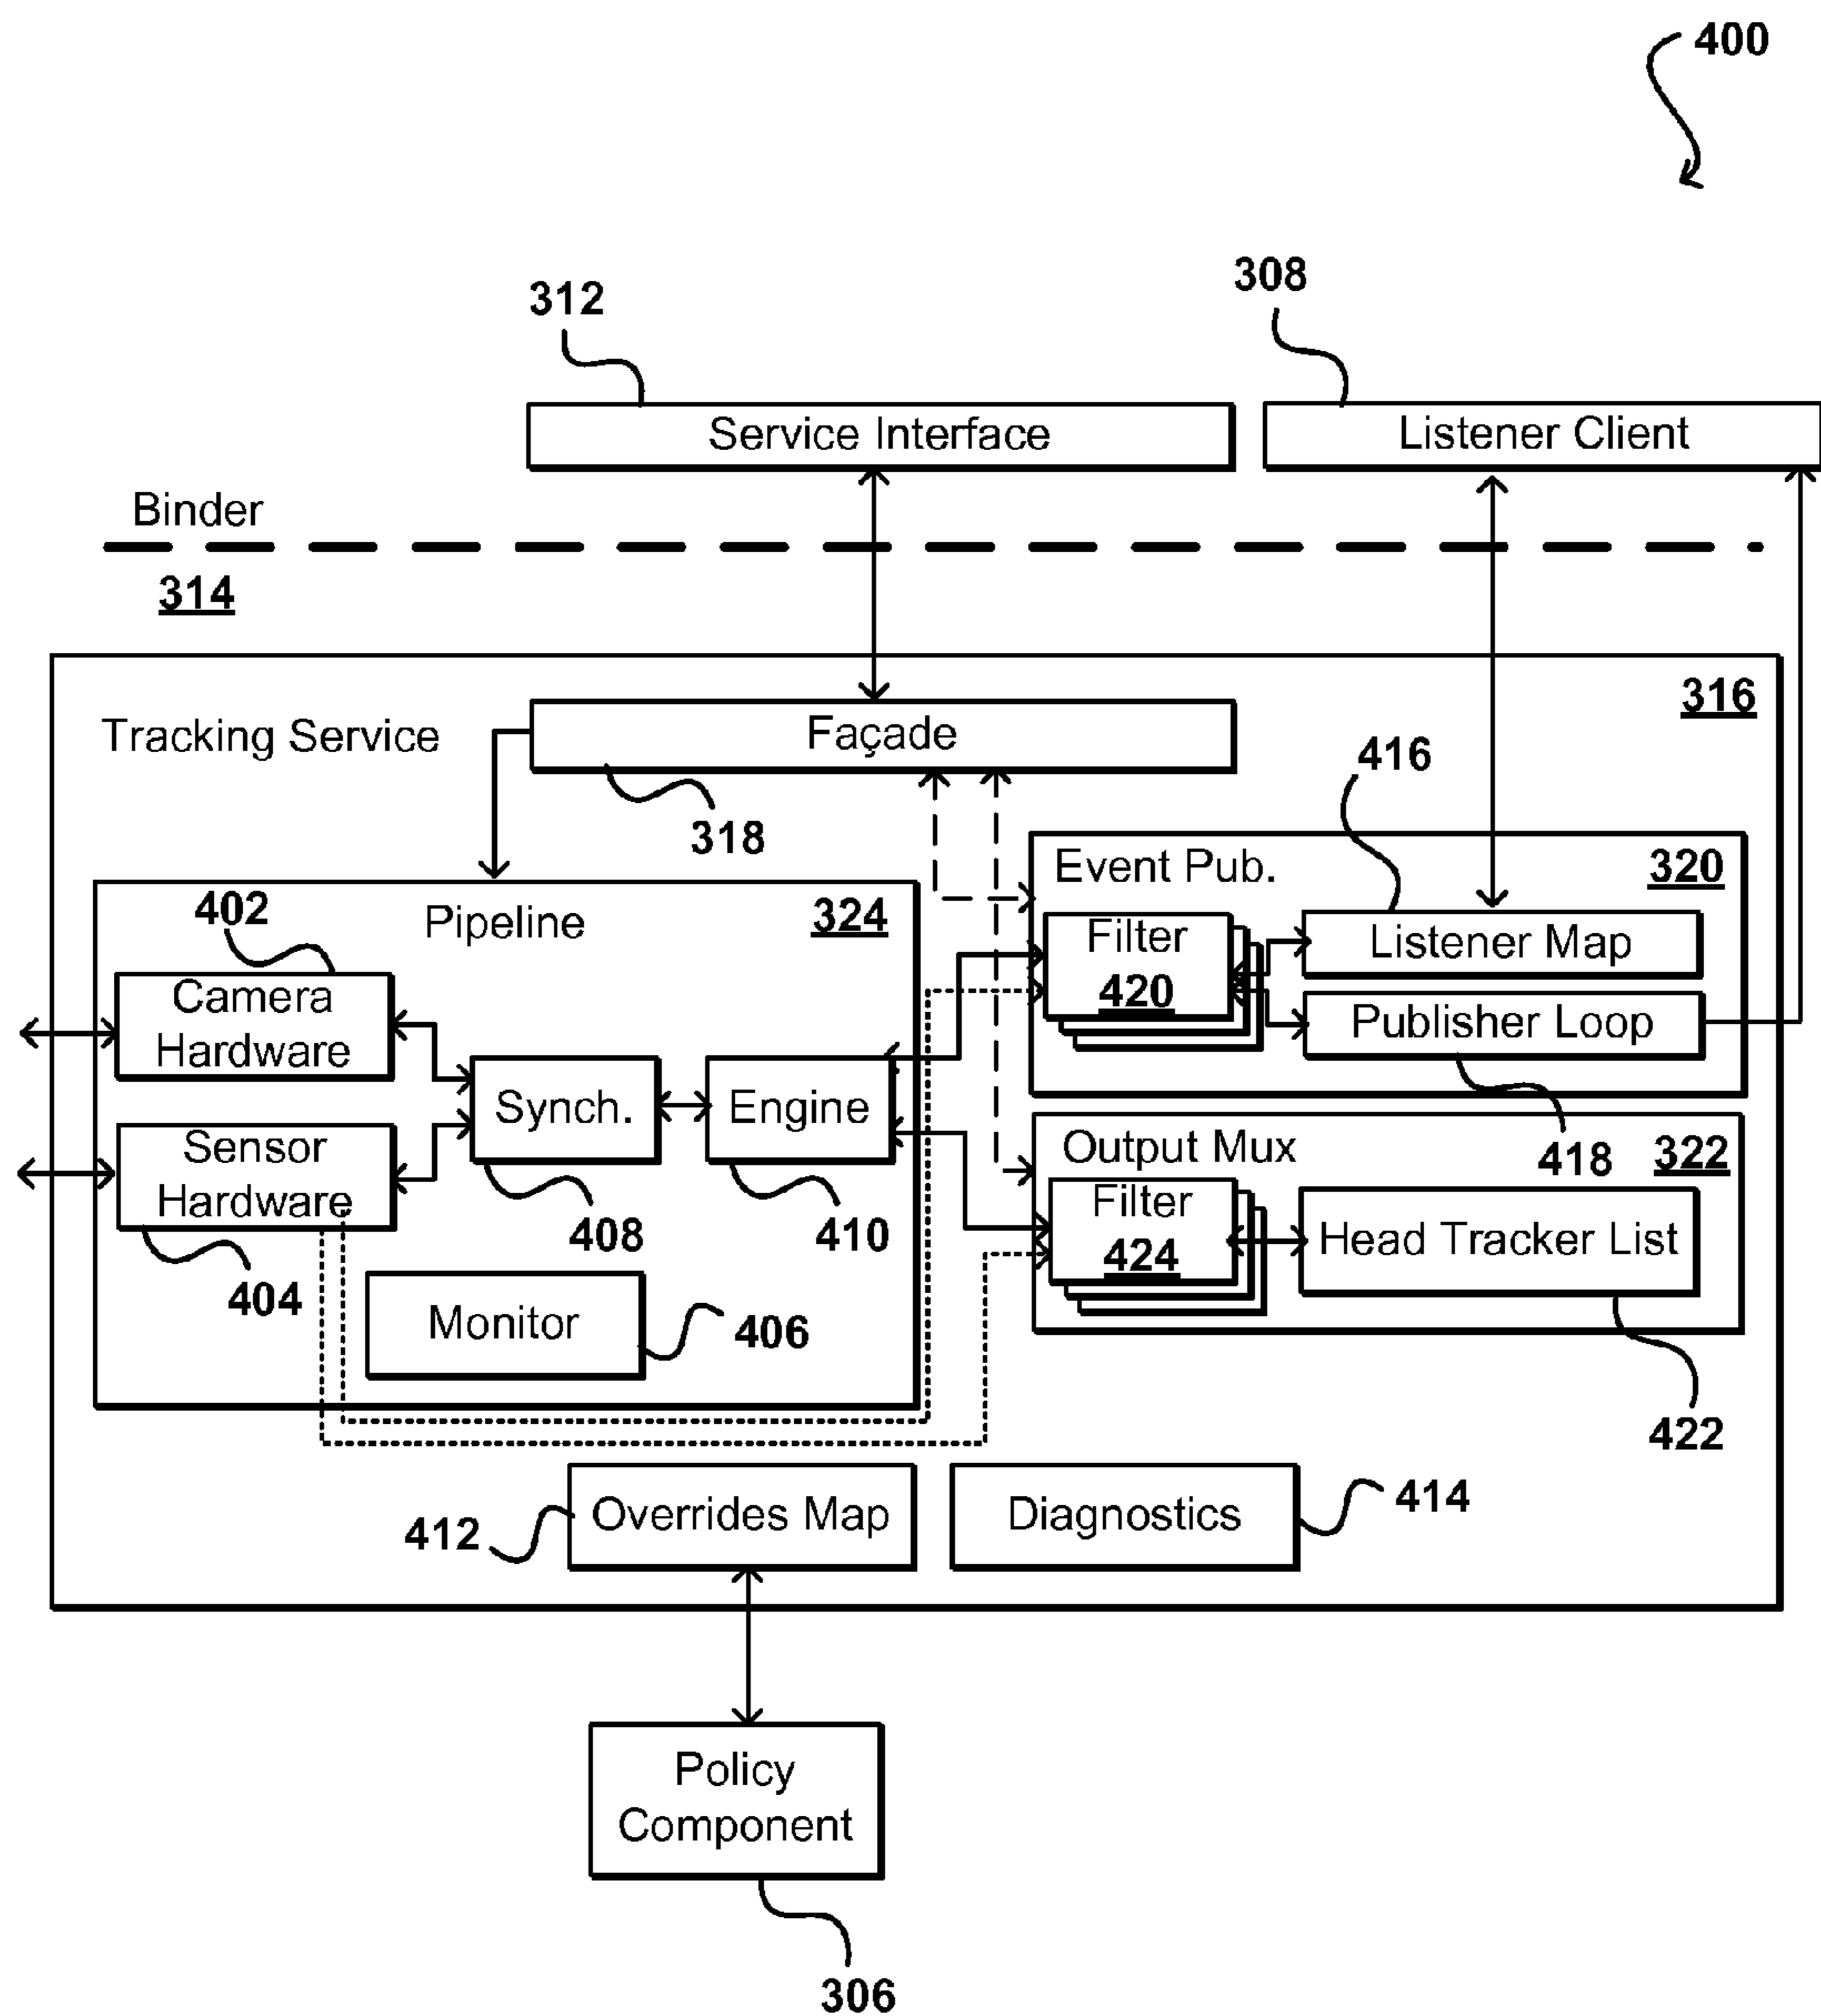 400
312
308
Service Interface
Listener Client
Binder
314
316
Tracking Service
Façade
318
416
Event Pub.
320
402
Pipeline
324
Filter
420
Listener Map
Publisher Loop
Camera
Hardware
Synch.
Engine
418
Sensor
Hardware
404
408
410
Output Mux
322
Filter
424
Head Tracker List
Monitor
406
422
412
Overrides Map
Diagnostics
414
Policy
Component
306